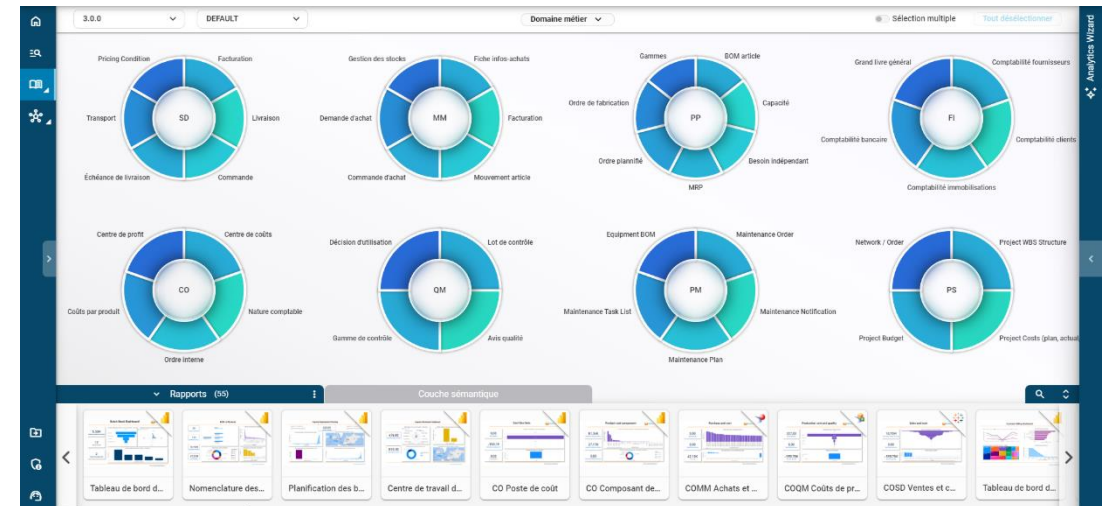 3.0.0
DEFAULT
Domaine métier
Sélection multiple
Tout désélectionner
Analytics Wizard
Pricing Condition
Facturation
Transport
SD
Livraison
Échéance de livraison
Commande
Gestion des stocks
Fiche infos-achats
Demande d'achat
MM
Facturation
Commande d'achat
Mouvement article
Gammes
BOM article
Ordre de fabrication
PP
Capacité
Ordre plannifié
Besoin indépendant
MRP
Grand livre général
Comptabilité fournisseurs
FI
Comptabilité bancaire
Comptabilité clients
Comptabilité immobilisations
Centre de profit
Centre de coûts
CO
Coûts par produit
Nature comptable
Ordre interne
Décision d'utilisation
Lot de contrôle
QM
Gamme de contrôle
Avis qualité
Equipment BOM
Maintenance Order
PM
Maintenance Task List
Maintenance Notification
Maintenance Plan
Network / Order
Project WBS Structure
PS
Project Budget
Project Costs (plan, actual,
Rapports (55)
Couche sémantique
Tableau de bord d...
Nomenclature des...
Planification des b...
Centre de travail d...
CO Poste de coût
CO Composant de...
COMM Achats et ...
COQM Coûts de pr...
COSD Ventes et c...
Tableau de bord d...